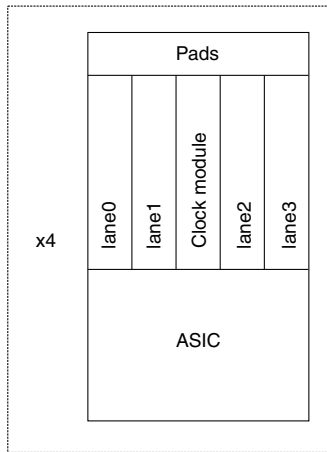 Pads
x4
lane0
lane1
Clock module
lane2
lane3
ASIC